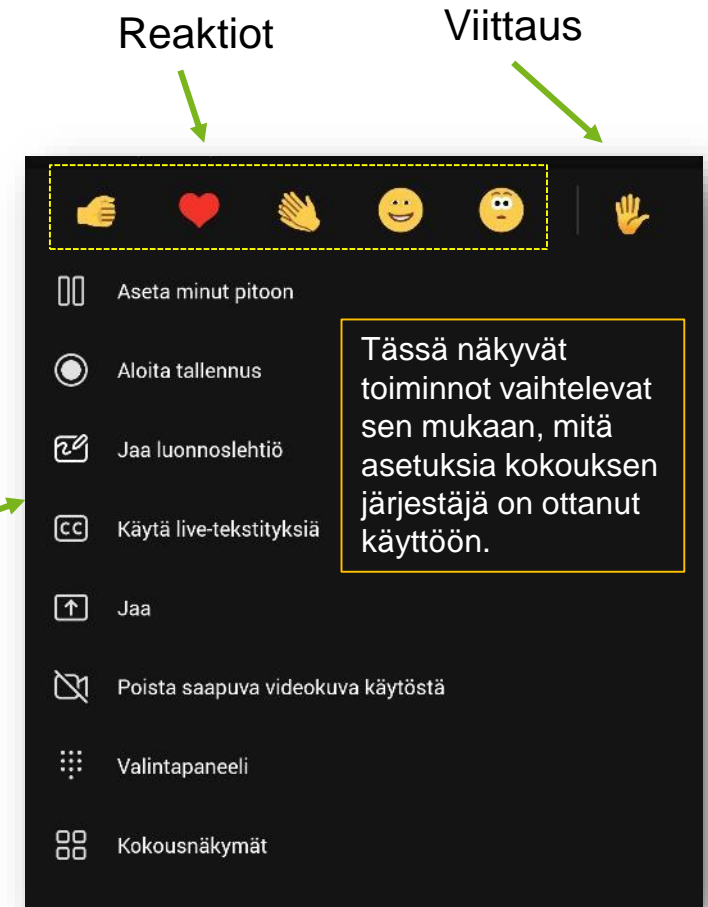 Reaktiot
Viittaus
Aseta minut pitoon
Aloita tallennus
Jaa luonnoslehtiö
CC
Käytä live-tekstityksiä
Jaa
Poista saapuva videokuva käytöstä
Valintapaneeli
Kokousnäkymät
Tässä näkyvät
toiminnot vaihtelevat
sen mukaan, mitä
asetuksia kokouksen
järjestäjä on ottanut
käyttöön.